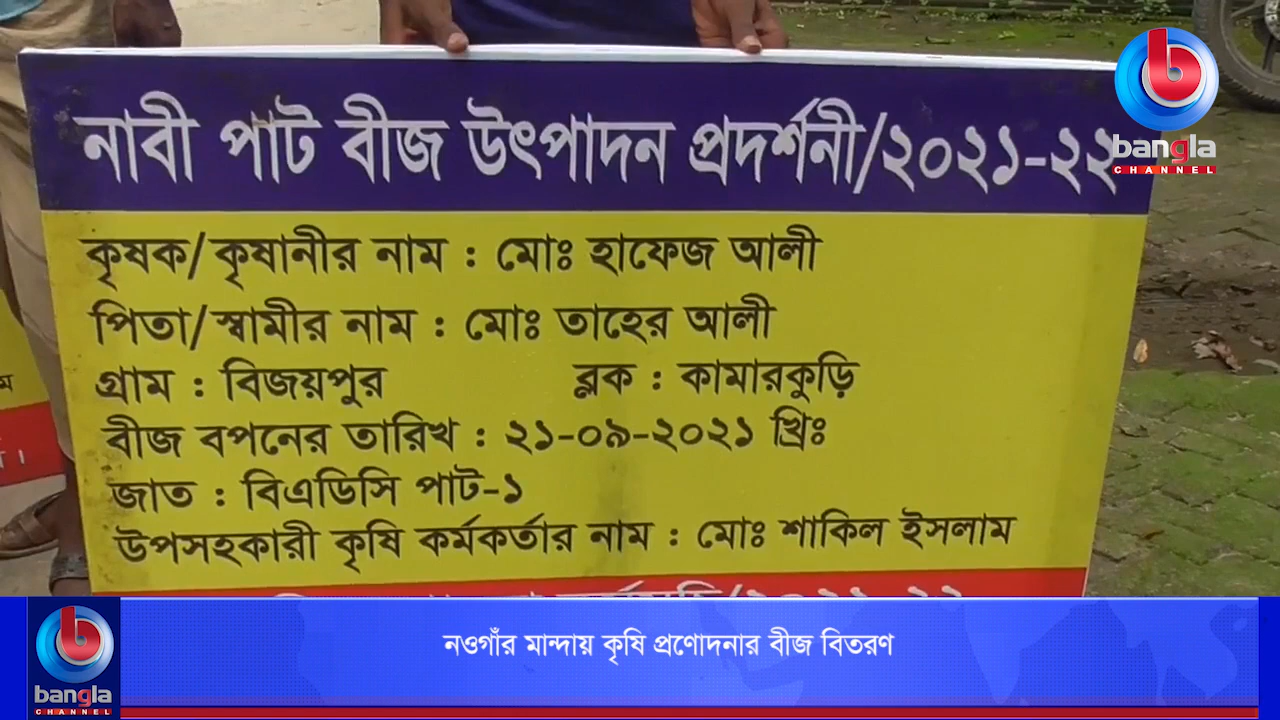 নাবী পাট বীজ উৎপাদন প্রদর্শনী/২০২১-২২
bangla
CHANNEL
কৃষক/কৃষানীর নাম : মোঃ হাফেজ আলী
পিতা/স্বামীর নাম : মোঃ তাহের আলী
গ্রাম : বিজয়পুর ব্লক : কামারকুড়ি
বীজ বপনের তারিখ : ২১-০৯-২০২১ খ্রিঃ
জাত : বিএডিসি পাট-১
উপসহকারী কৃষি কর্মকর্তার নাম : মোঃ শাকিল ইসলাম
নওগাঁর মান্দায় কৃষি প্রণোদনার বীজ বিতরণ
bangla
CHANNEL